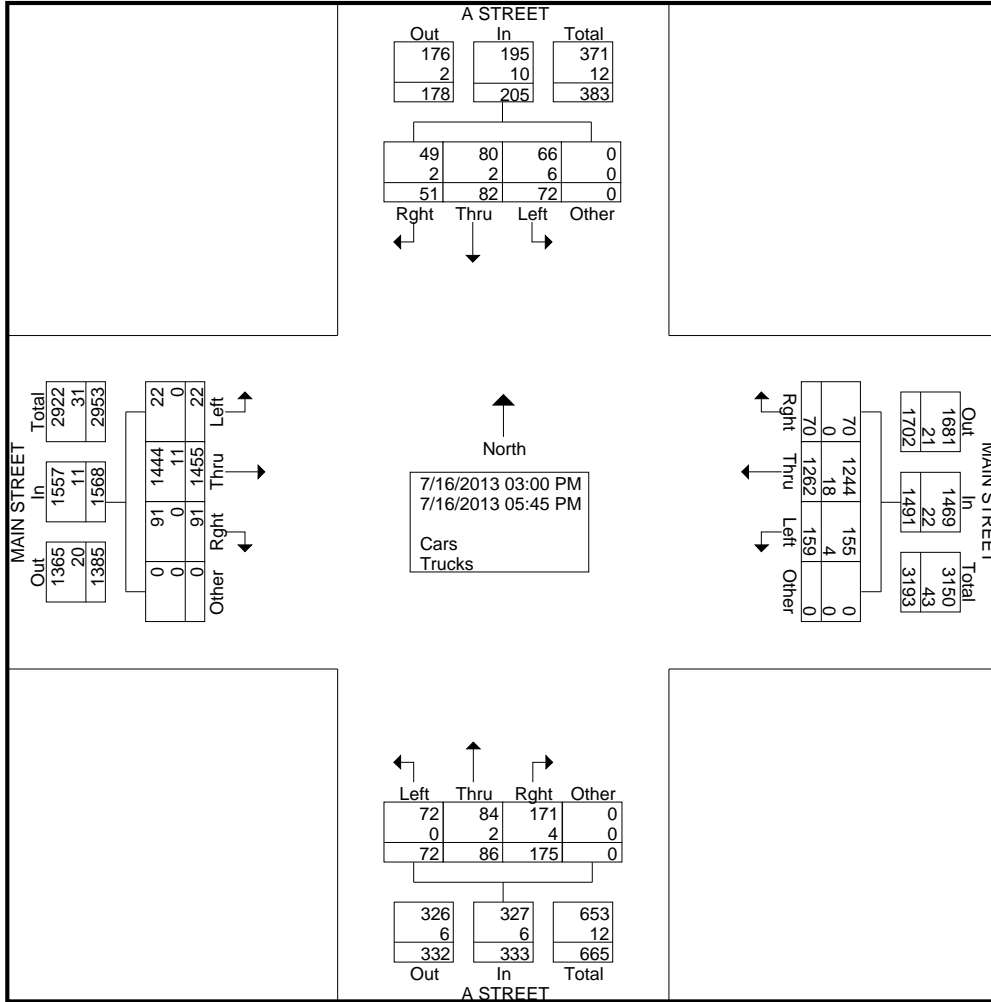 A STREET
Out In Total
176 195 371
2 10 12
178 205 383
49 80 66 0
2 2 6 0
51 82 72 0
Rght Thru Left Other
MAIN STREET
Total In Out
2922 1557 1365
31 11 20
2953 1568 1385
Left Thru Rght Other
22 1444 91 0
0 11 0 0
22 1455 91 0
North
7/16/2013 03:00 PM
7/16/2013 05:45 PM
Cars
Trucks
Rght Thru Left Other
70 1244 155 0
0 18 4 0
70 1262 159 0
MAIN STREET
Out In Total
1681 1469 3150
21 22 43
1702 1491 3193
Left Thru Rght Other
72 84 171 0
0 2 4 0
72 86 175 0
326 327 653
6 6 12
332 333 665
Out In Total
A STREET